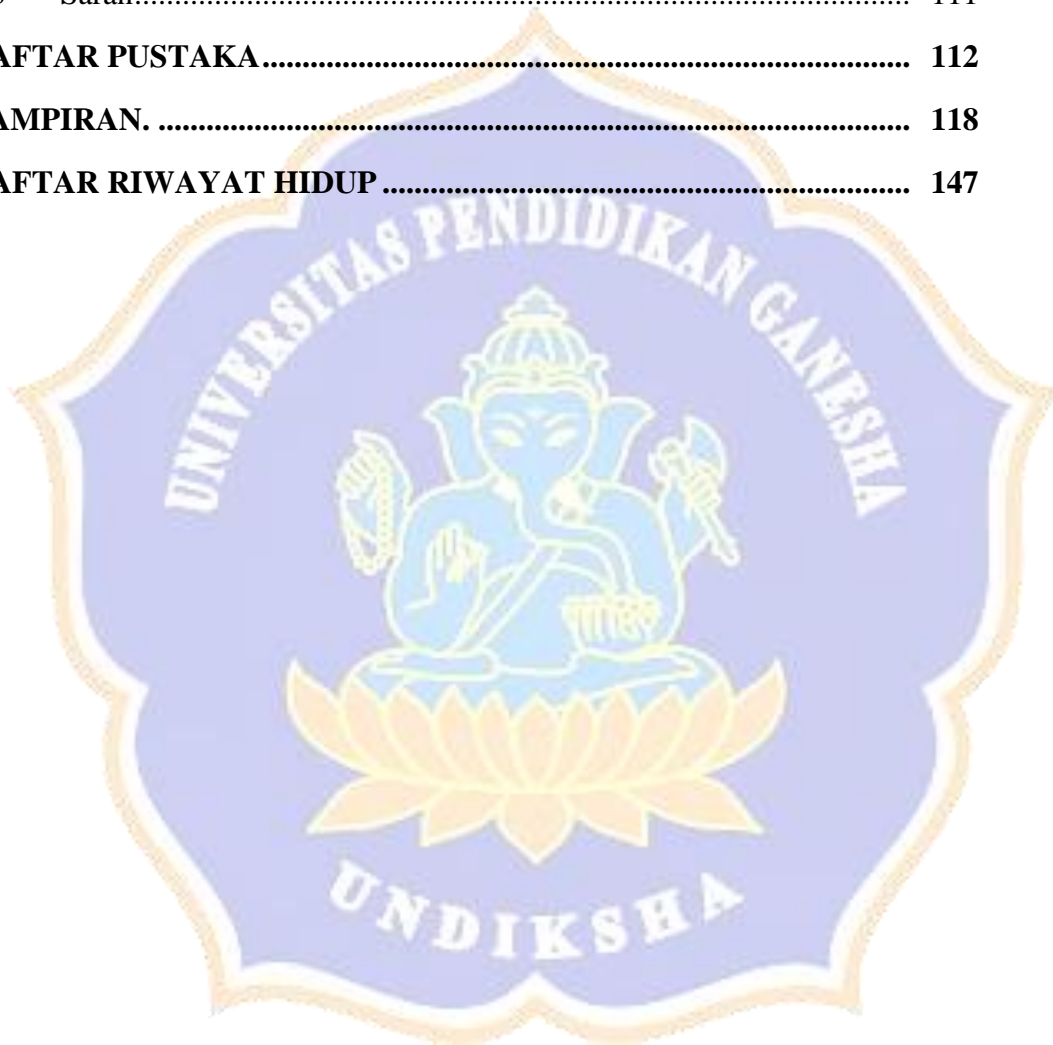 Saran........................................................................................................ 111
AFTAR PUSTAKA.................................................................................... 112
AMPIRAN. ................................................................................................. 118
AFTAR RIWAYAT HIDUP..................................................................... 147
UNIVERSITAS PENDIDIKAN GANESHA
UNDIKSHA